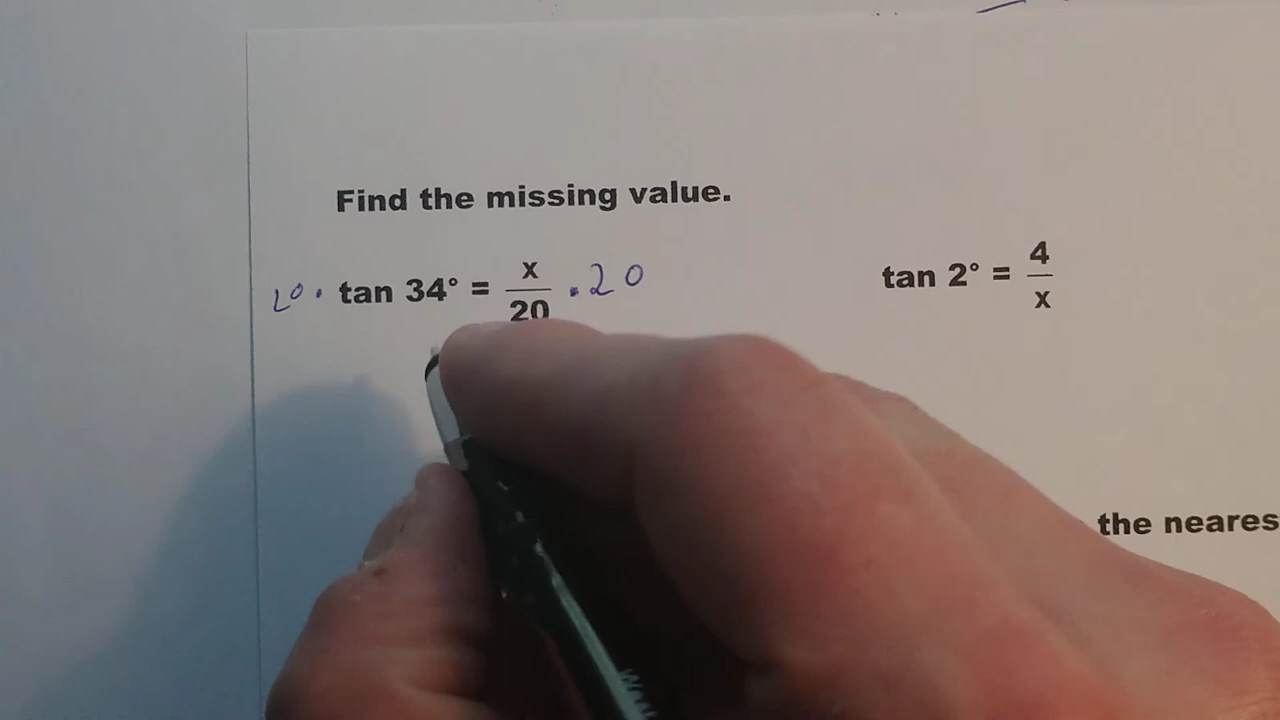 Find the missing value.
20 · tan 34° = x/20 · 20
tan 2° = 4/x
the neares